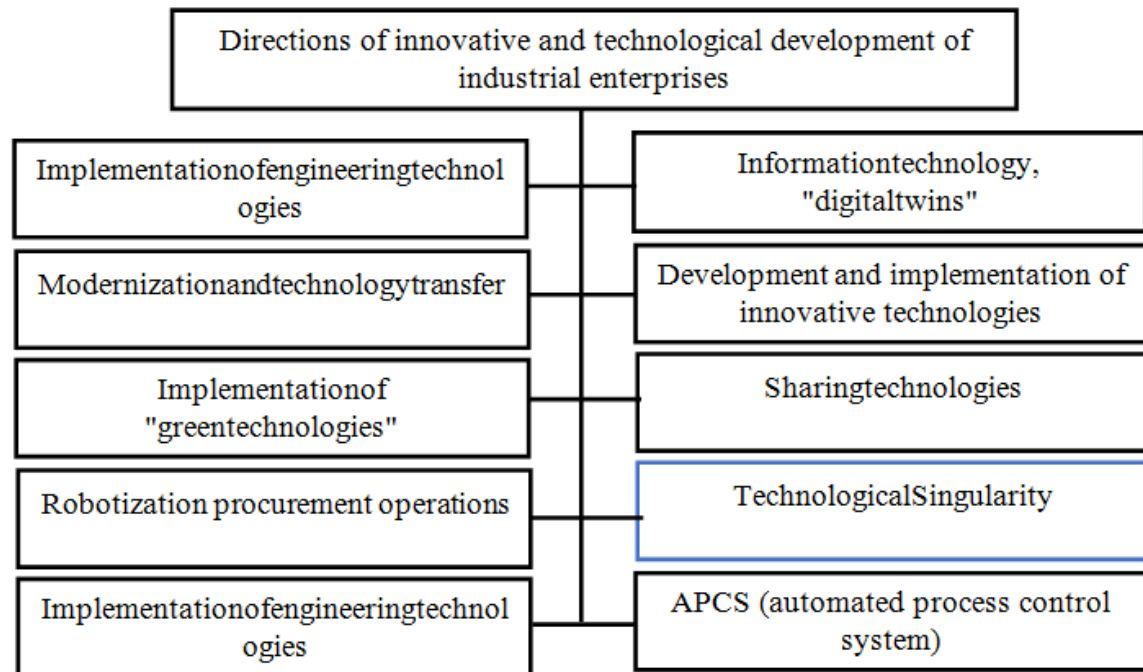 Directions of innovative and technological development of
industrial enterprises
Implementationofengineeringtechnol
ogies
Informationtechnology,
"digitaltwins"
Modernizationandtechnologytransfer
Development and implementation of
innovative technologies
Implementationof
"greentechnologies"
Sharingtechnologies
Robotization procurement operations
TechnologicalSingularity
Implementationofengineeringtechnol
ogies
APCS (automated process control
system)